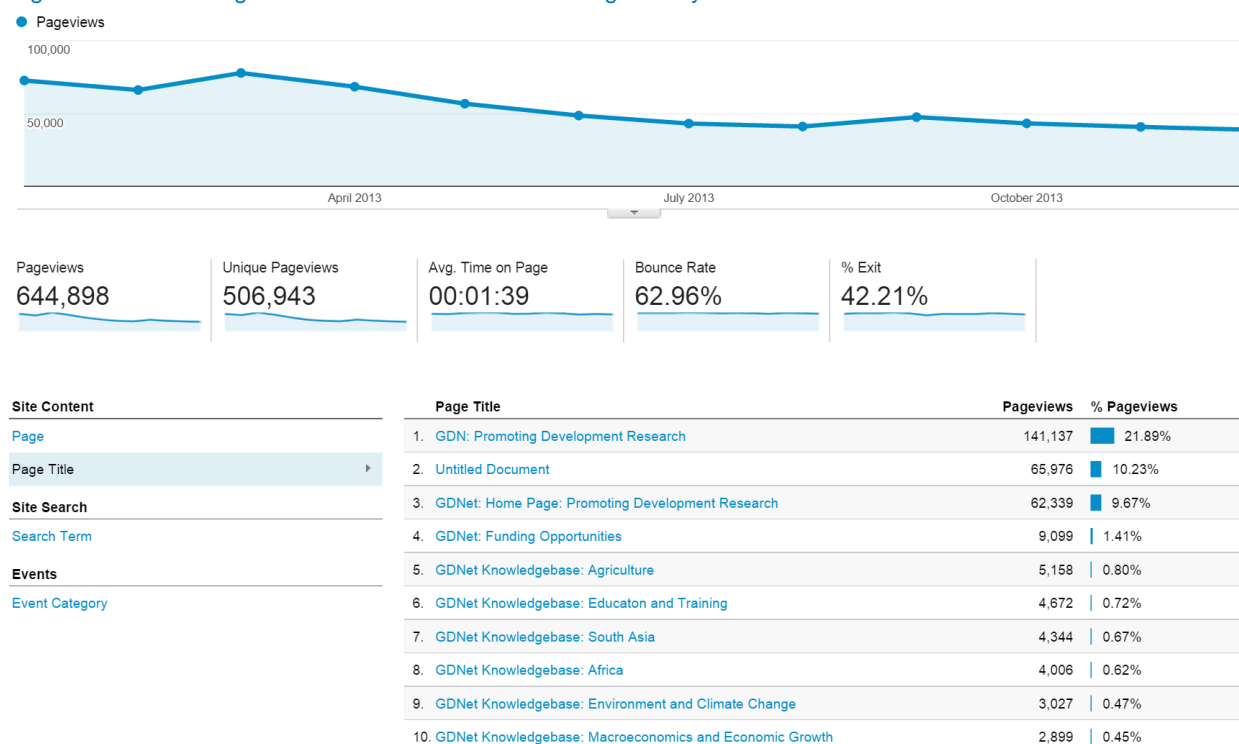 Pageviews
100,000
50,000
April 2013 July 2013 October 2013
Pageviews Unique Pageviews Avg. Time on Page Bounce Rate % Exit
644,898 506,943 00:01:39 62.96% 42.21%
Site Content
Page
Page Title
Site Search
Search Term
Events
Event Category
Page Title Pageviews % Pageviews
1. GDN: Promoting Development Research 141,137 21.89%
2. Untitled Document 65,976 10.23%
3. GDNet: Home Page: Promoting Development Research 62,339 9.67%
4. GDNet: Funding Opportunities 9,099 1.41%
5. GDNet Knowledgebase: Agriculture 5,158 0.80%
6. GDNet Knowledgebase: Educaton and Training 4,672 0.72%
7. GDNet Knowledgebase: South Asia 4,344 0.67%
8. GDNet Knowledgebase: Africa 4,006 0.62%
9. GDNet Knowledgebase: Environment and Climate Change 3,027 0.47%
10. GDNet Knowledgebase: Macroeconomics and Economic Growth 2,899 0.45%